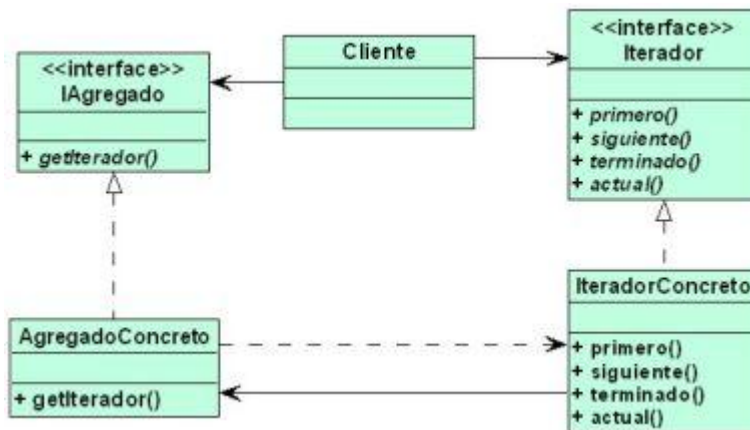 <<interface>>
IAgregado
+ getIterador()
Cliente
<<interface>>
Iterador
+ primero()
+ siguiente()
+ terminado()
+ actual()
AgregadoConcreto
+ getIterador()
IteradorConcreto
+ primero()
+ siguiente()
+ terminado()
+ actual()